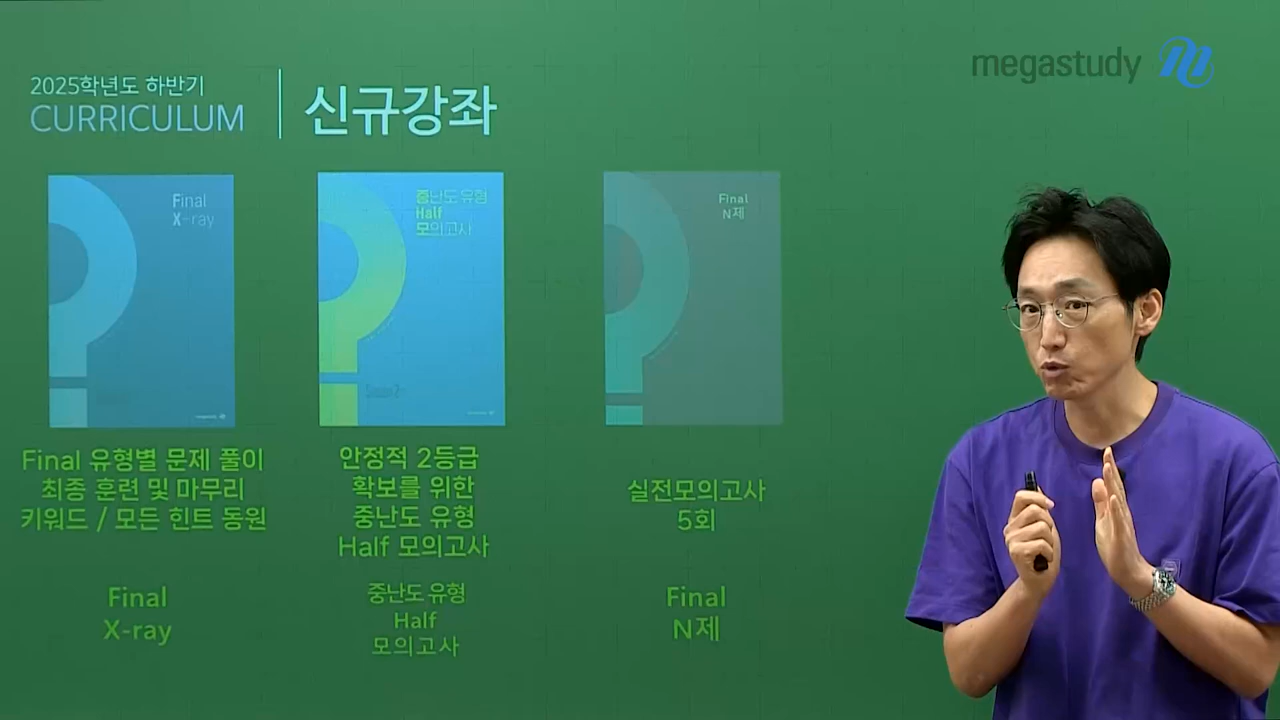 megastudy
2025학년도 하반기
CURRICULUM
신규강좌
Final
X-ray
중난도 유형
Half
모의고사
Final
N제
megastudy
Final 유형별 문제 풀이
최종 훈련 및 마무리
키워드 / 모든 힌트 동원
안정적 2등급
확보를 위한
중난도 유형
Half 모의고사
실전모의고사
5회
Final
X-ray
중난도 유형
Half
모의고사
Final
N제